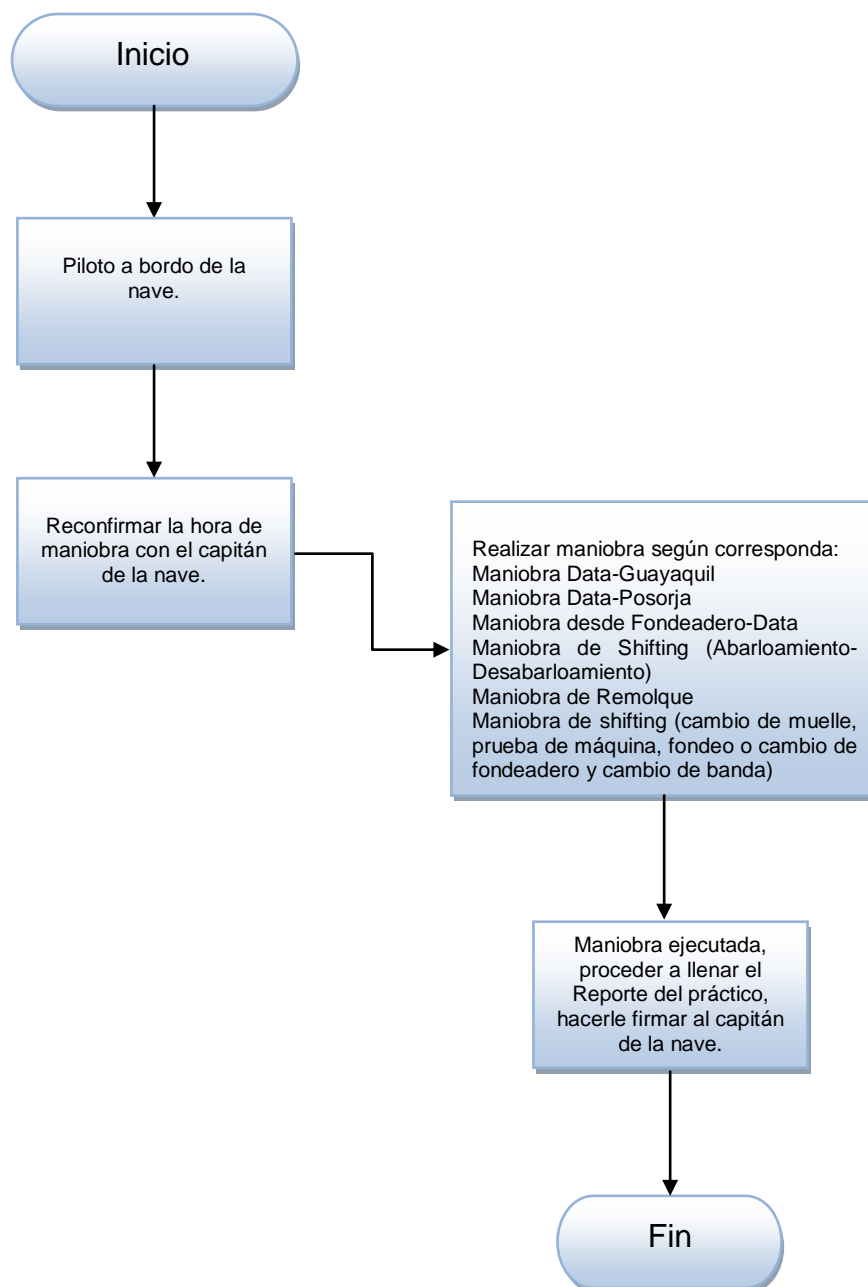 Inicio
Piloto a bordo de la
nave.
Reconfirmar la hora de
maniobra con el capitán
de la nave.
Realizar maniobra según corresponda:
Maniobra Data-Guayaquil
Maniobra Data-Posorja
Maniobra desde Fondeadero-Data
Maniobra de Shifting (Abarloamiento-
Desabarloamiento)
Maniobra de Remolque
Maniobra de shifting (cambio de muelle,
prueba de máquina, fondeo o cambio de
fondeadero y cambio de banda)
Maniobra ejecutada,
proceder a llenar el
Reporte del práctico,
hacerle firmar al capitán
de la nave.
Fin